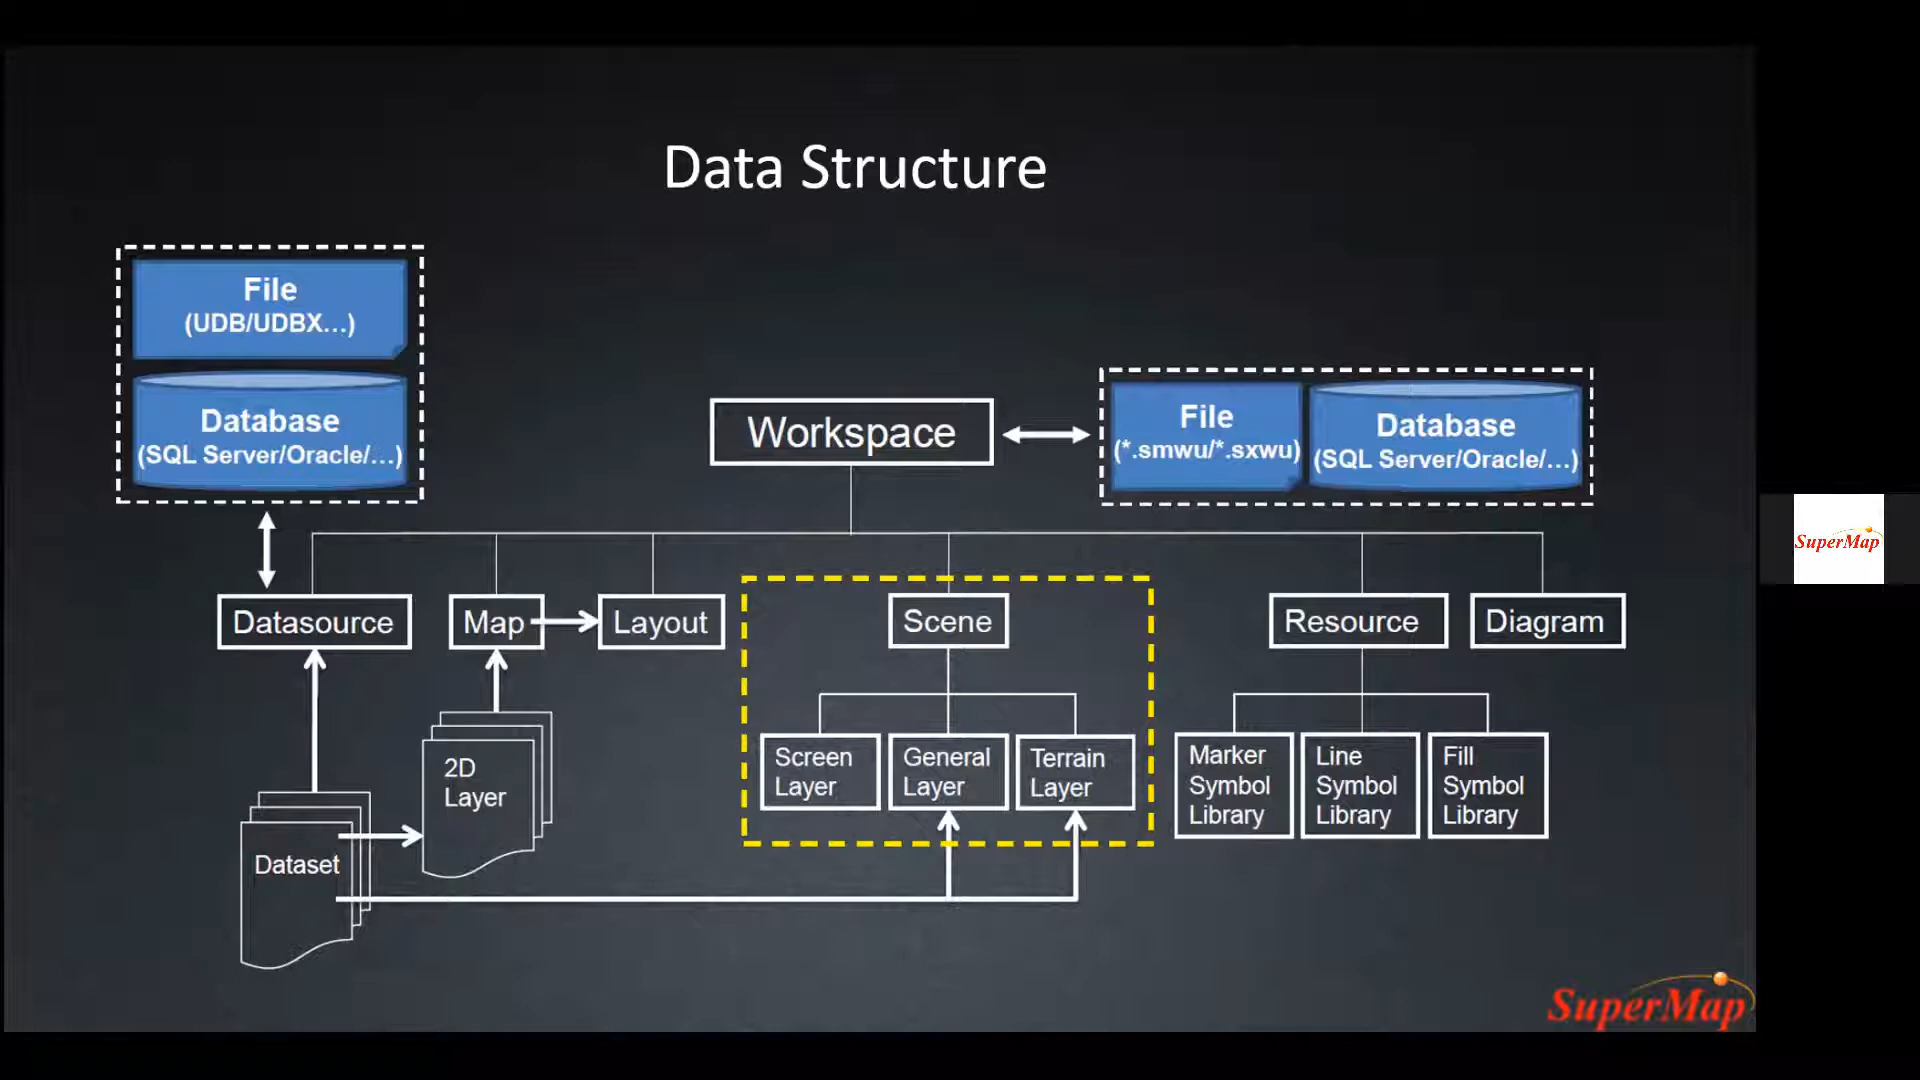 Data Structure
File
(UDB/UDBX...)
Database
(SQL Server/Oracle/...)
Workspace
File
(*.smwu/*.sxwu)
Database
(SQL Server/Oracle/...)
Datasource
Map
Layout
Scene
Resource
Diagram
Screen
Layer
General
Layer
Terrain
Layer
Marker
Symbol
Library
Line
Symbol
Library
Fill
Symbol
Library
2D
Layer
Dataset
SuperMap
SuperMap